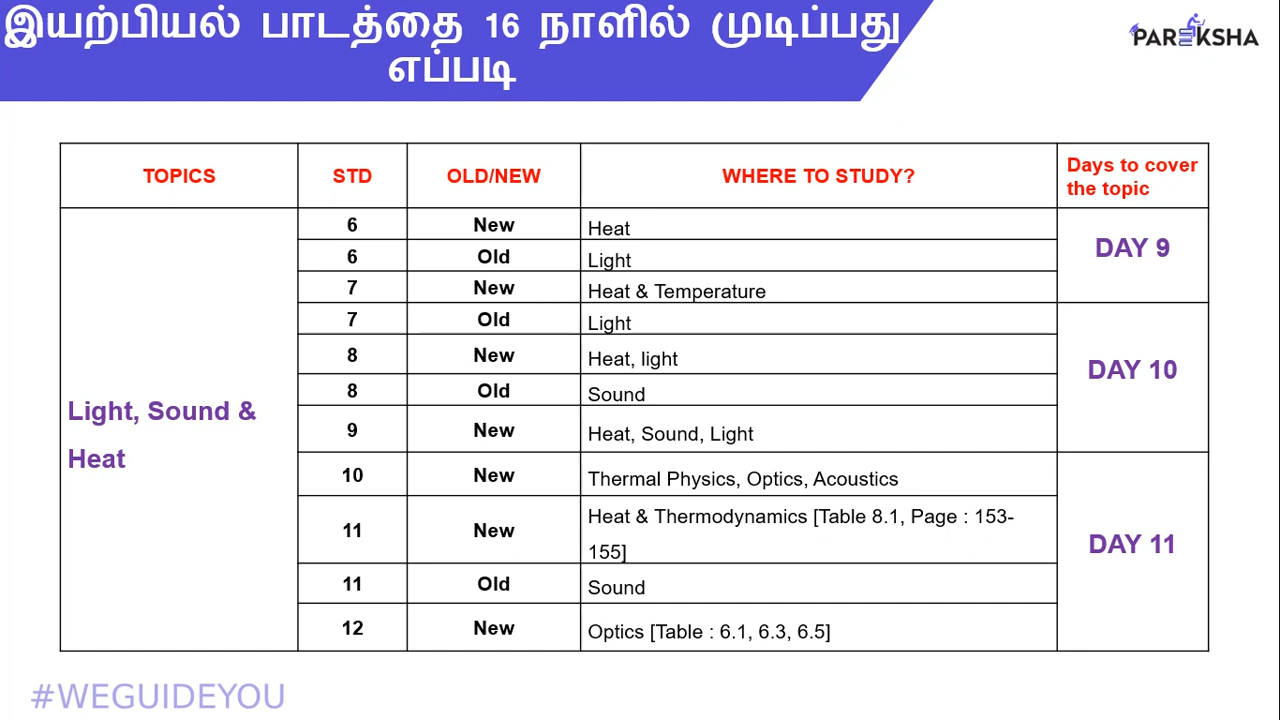 இயற்பியல் பாடத்தை 16 நாளில் முடிப்பது
எப்படி
PAREEKSHA
TOPICS STD OLD/NEW WHERE TO STUDY? Days to cover
the topic
6 New Heat
6 Old Light
DAY 9
7 New Heat & Temperature
7 Old Light
8 New Heat, light
DAY 10
8 Old Sound
9 New Heat, Sound, Light
Light, Sound &
Heat
10 New Thermal Physics, Optics, Acoustics
11 New Heat & Thermodynamics [Table 8.1, Page : 153-
155]
DAY 11
11 Old Sound
12 New Optics [Table : 6.1, 6.3, 6.5]
#WEGUIDEYOU